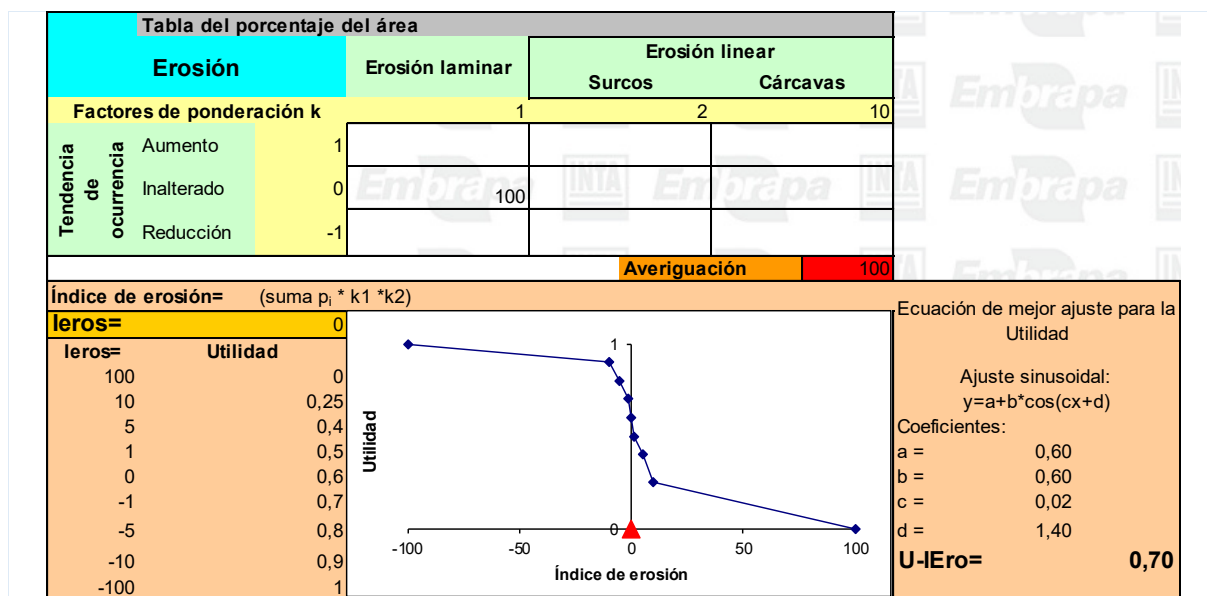 Tabla del porcentaje del área
Erosión
Erosión laminar
Erosión linear
Surcos Cárcavas
Factores de ponderación k 1 2 10
Tendencia de ocurrencia
Aumento 1
Inalterado 0 100
Reducción -1
Averiguación 100
Índice de erosión= (suma pi * k1 *k2)
Ieros= 0
Ieros= Utilidad
100 0
10 0,25
5 0,4
1 0,5
0 0,6
-1 0,7
-5 0,8
-10 0,9
-100 1
Utilidad
1
0
-100 -50 0 50 100
Índice de erosión
Ecuación de mejor ajuste para la
Utilidad
Ajuste sinusoidal:
y=a+b*cos(cx+d)
Coeficientes:
a = 0,60
b = 0,60
c = 0,02
d = 1,40
U-IEro= 0,70
INTA
Embrapa
Embrapa
INTA
Embrapa
Embrapa